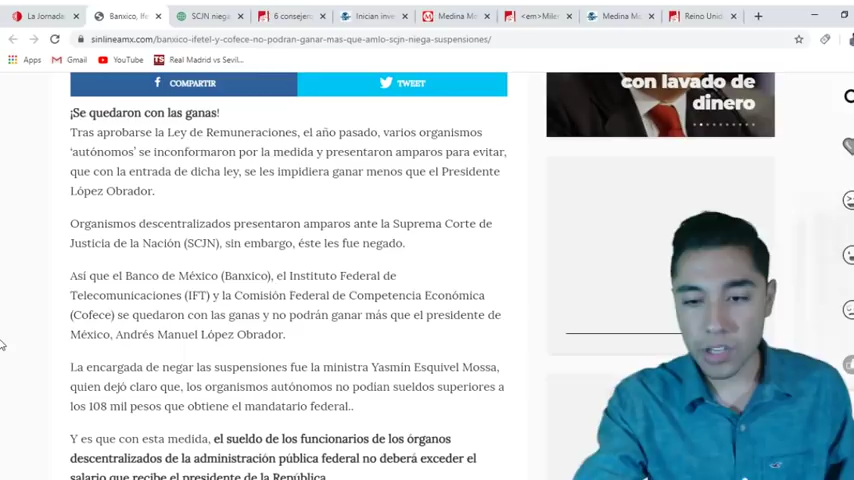 La Jornada
Banxico, Ife
SCJN niega
6 consejer
Inician inve
Medina Mo
<em>Mile
Medina Mo
Reino Unid
sinlineamx.com/banxico-ifetel-y-cofece-no-podran-ganar-mas-que-amlo-scjn-niega-suspensiones/
Apps
Gmail
YouTube
Real Madrid vs Sevil...
COMPARTIR
TWEET
con lavado de
dinero
¡Se quedaron con las ganas!
Tras aprobarse la Ley de Remuneraciones, el año pasado, varios organismos
‘autónomos’ se inconformaron por la medida y presentaron amparos para evitar,
que con la entrada de dicha ley, se les impidiera ganar menos que el Presidente
López Obrador.
Organismos descentralizados presentaron amparos ante la Suprema Corte de
Justicia de la Nación (SCJN), sin embargo, éste les fue negado.
Así que el Banco de México (Banxico), el Instituto Federal de
Telecomunicaciones (IFT) y la Comisión Federal de Competencia Económica
(Cofece) se quedaron con las ganas y no podrán ganar más que el presidente de
México, Andrés Manuel López Obrador.
La encargada de negar las suspensiones fue la ministra Yasmín Esquivel Mossa,
quien dejó claro que, los organismos autónomos no podían sueldos superiores a
los 108 mil pesos que obtiene el mandatario federal..
Y es que con esta medida, el sueldo de los funcionarios de los órganos
descentralizados de la administración pública federal no deberá exceder el
salario que recibe el presidente de la República.